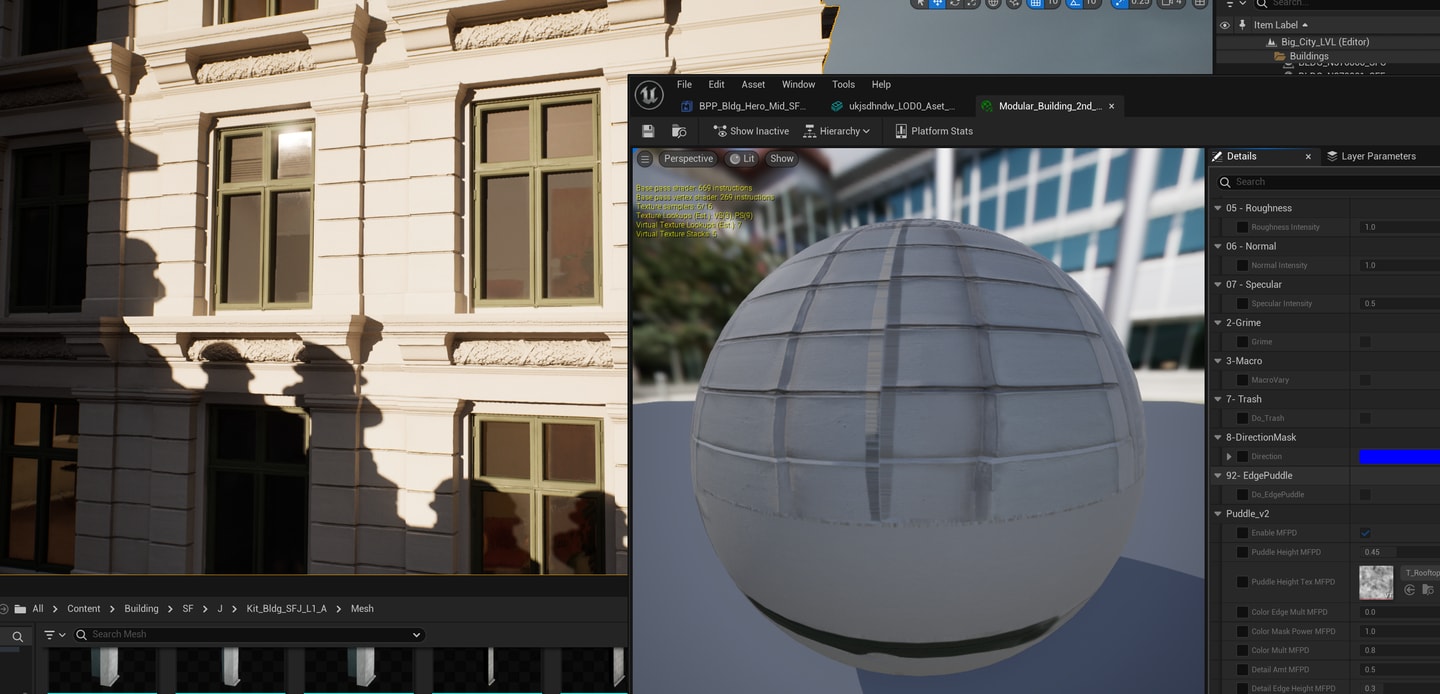 10
10
0.25
4
Search...
Item Label
Big_City_LVL (Editor)
Buildings
File Edit Asset Window Tools Help
BPP_Bldg_Hero_Mid_SF...
ukjsdhndw_LOD0_Aset_...
Modular_Building_2nd_...
Show Inactive
Hierarchy
Platform Stats
Perspective
Lit
Show
Details
Layer Parameters
Base pass shader: 669 instructions
Base pass vertex shader: 269 instructions
Texture samplers: 6/16
Texture Lookups (Est.): VS(3), PS(9)
Virtual Texture Lookups (Est.): 7
Virtual Texture Stacks:
Search
05 - Roughness
Roughness Intensity 1.0
06 - Normal
Normal Intensity 1.0
07 - Specular
Specular Intensity 0.5
2-Grime
Grime
3-Macro
MacroVary
7- Trash
Do_Trash
8-DirectionMask
Direction
92- EdgePuddle
Do_EdgePuddle
Puddle_v2
Enable MFPD
Puddle Height MFPD 0.45
Puddle Height Tex MFPD T_Rooftop
Color Edge Mult MFPD 0.0
Color Mask Power MFPD 1.0
Color Mult MFPD 0.8
Detail Amt MFPD 0.5
Detail Edge Height MFPD 0.3
All > Content > Building > SF > J > Kit_Bldg_SFJ_L1_A > Mesh
Search Mesh